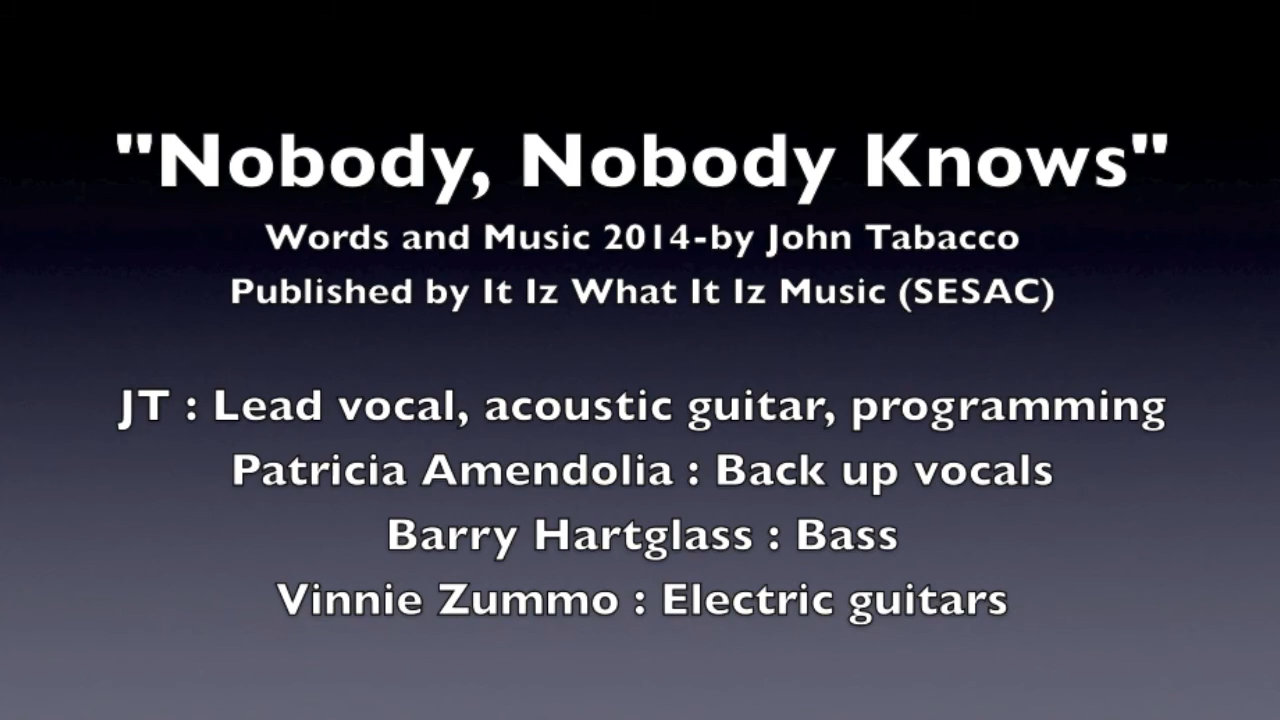 "Nobody, Nobody Knows"
Words and Music 2014-by John Tabacco
Published by It Iz What It Iz Music (SESAC)
JT : Lead vocal, acoustic guitar, programming
Patricia Amendolia : Back up vocals
Barry Hartglass : Bass
Vinnie Zummo : Electric guitars